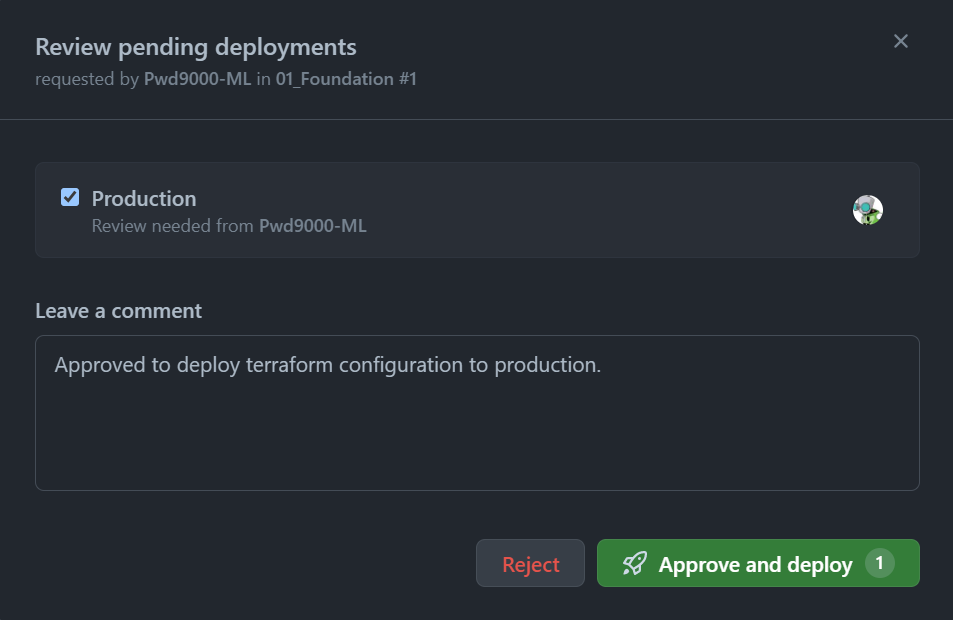 Review pending deployments
requested by Pwd9000-ML in 01_Foundation #1
Production
Review needed from Pwd9000-ML
Leave a comment
Approved to deploy terraform configuration to production.
Reject
Approve and deploy 1